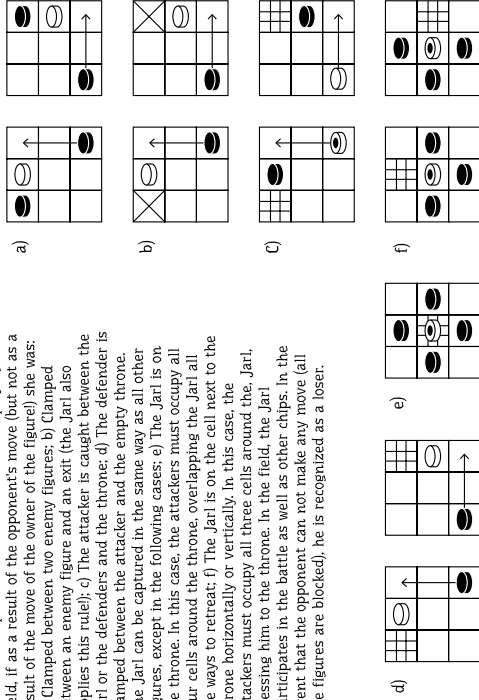 ld, if as a result of the opponent's move (but not as a
sult of the move of the owner of the figure!) she was:
Clamped between two enemy figures; b) Clamped
tween an enemy figure and an exit (the Jarl also
plies this rule!); c) The attacker is caught between the
rl or the defenders and the throne; d) The defender is
amped between the attacker and the empty throne.
e Jarl can be captured in the same way as all other
ures, except in the following cases: e) The Jarl is on
e throne. In this case, the attackers must occupy all
ur cells around the throne, overlapping the Jarl all
e ways to retreat; f) The Jarl is on the cell next to the
rone horizontally or vertically. In this case, the
tackers must occupy all three cells around the, Jarl,
essing him to the throne. In the field, the Jarl
rticipates in the battle as well as other chips. In the
ent that the opponent can not make any move (all
e figures are blocked), he is recognized as a loser.
a)
b)
c)
d)
e)
f)